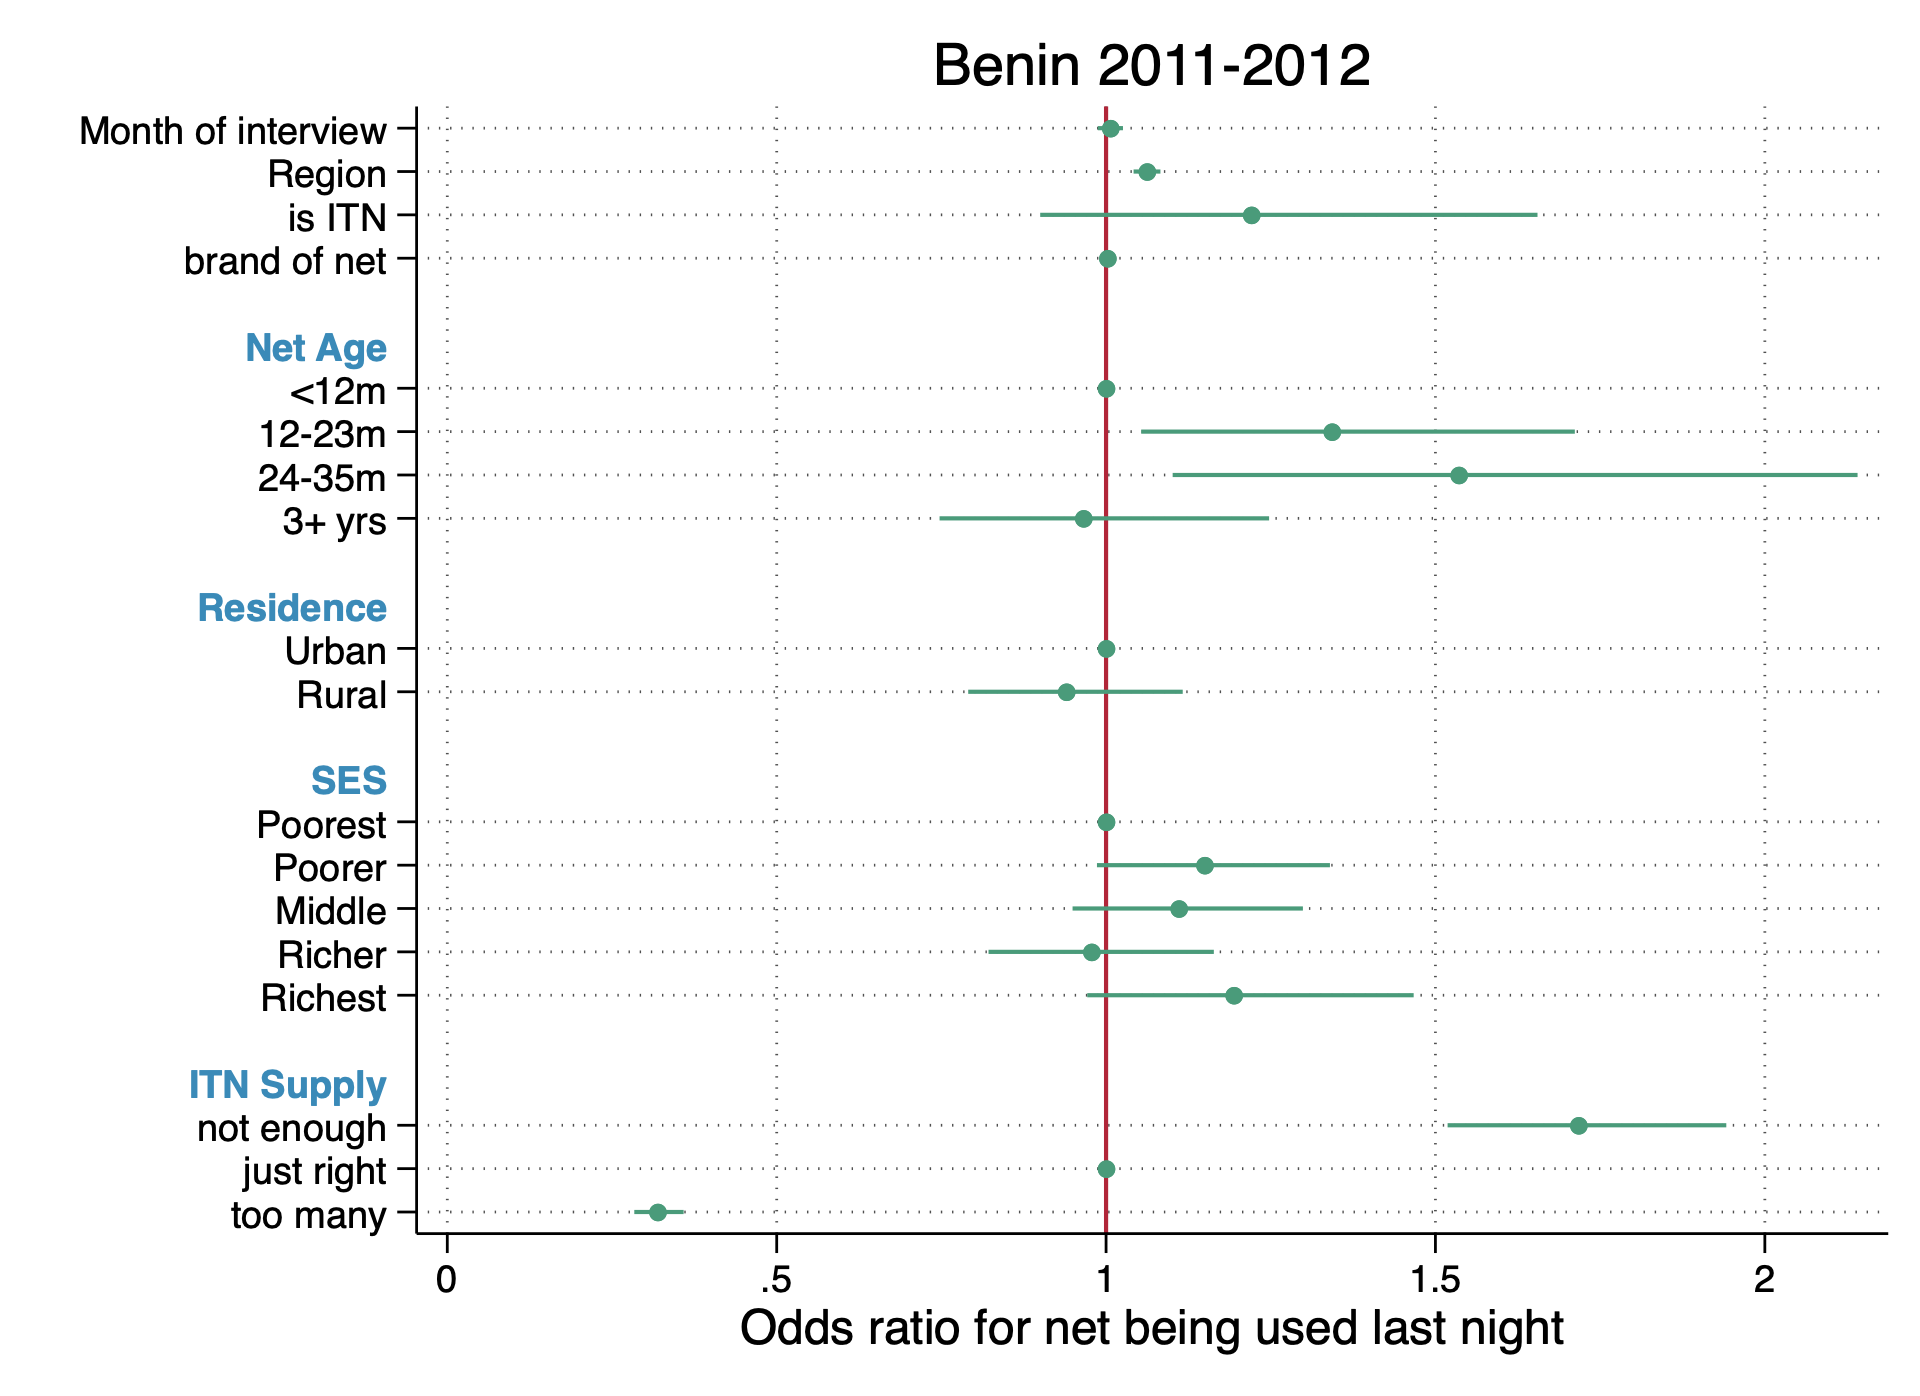 Benin 2011-2012
Month of interview
Region
is ITN
brand of net
Net Age
<12m
12-23m
24-35m
3+ yrs
Residence
Urban
Rural
SES
Poorest
Poorer
Middle
Richer
Richest
ITN Supply
not enough
just right
too many
0 .5 1 1.5 2
Odds ratio for net being used last night